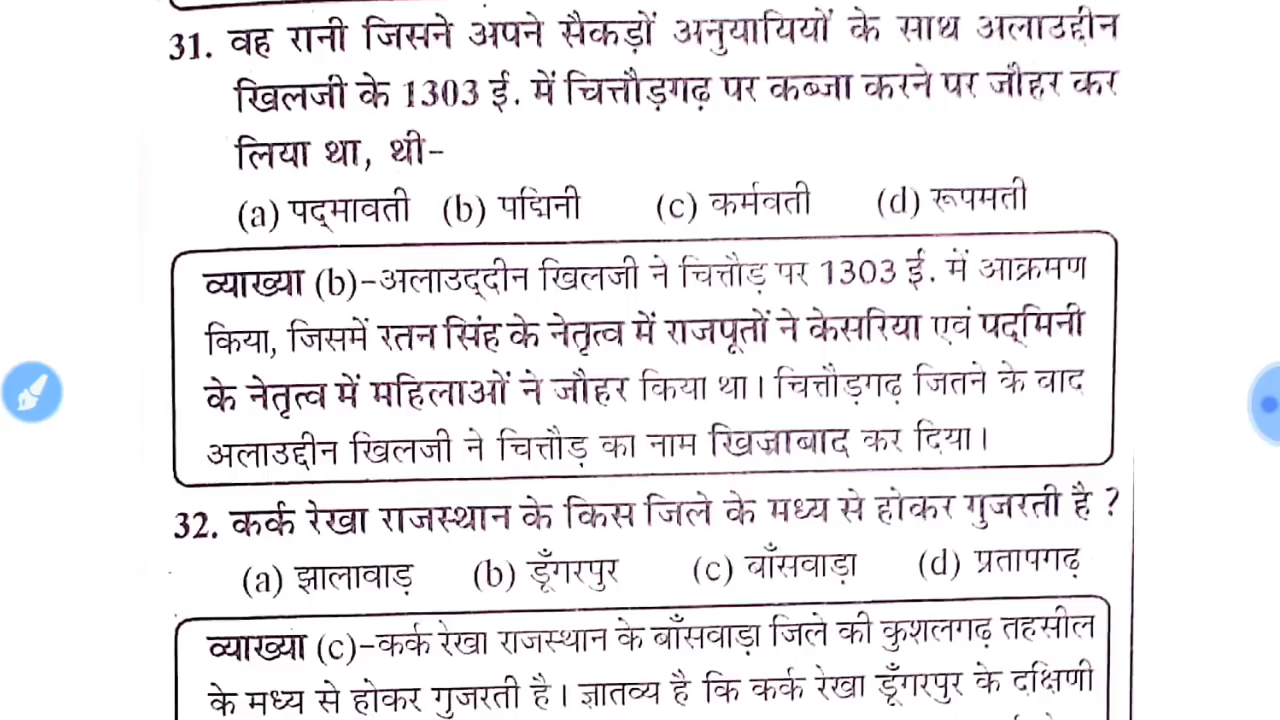 31. वह रानी जिसने अपने सैकड़ों अनुयायियों के साथ अलाउद्दीन
खिलजी के 1303 ई. में चित्तौड़गढ़ पर कब्जा करने पर जौहर कर
लिया था, थी-
(a) पद्मावती (b) पद्मिनी (c) कर्मवती (d) रूपमती
व्याख्या (b)-अलाउद्दीन खिलजी ने चित्तौड़ पर 1303 ई. में आक्रमण
किया, जिसमें रतन सिंह के नेतृत्व में राजपूतों ने केसरिया एवं पद्मिनी
के नेतृत्व में महिलाओं ने जौहर किया था। चित्तौड़गढ़ जितने के बाद
अलाउद्दीन खिलजी ने चित्तौड़ का नाम खिज्राबाद कर दिया।
32. कर्क रेखा राजस्थान के किस जिले के मध्य से होकर गुजरती है ?
(a) झालावाड़ (b) डूँगरपुर (c) बाँसवाड़ा (d) प्रतापगढ़
व्याख्या (c)-कर्क रेखा राजस्थान के बाँसवाड़ा जिले की कुशलगढ़ तहसील
के मध्य से होकर गुजरती है। ज्ञातव्य है कि कर्क रेखा डूँगरपुर के दक्षिणी